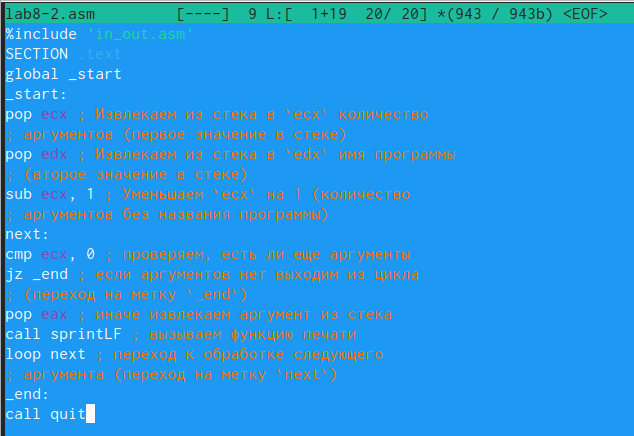 lab8-2.asm [----] 9 L:[ 1+19 20/ 20] *(943 / 943b) <EOF>
%include 'in_out.asm'
SECTION .text
global _start
_start:
pop ecx ; Извлекаем из стека в `ecx` количество
; аргументов (первое значение в стеке)
pop edx ; Извлекаем из стека в `edx` имя программы
; (второе значение в стеке)
sub ecx, 1 ; Уменьшаем `ecx` на 1 (количество
; аргументов без названия программы)
next:
cmp ecx, 0 ; проверяем, есть ли еще аргументы
jz _end ; если аргументов нет выходим из цикла
; (переход на метку `_end`)
pop eax ; иначе извлекаем аргумент из стека
call sprintLF ; вызываем функцию печати
loop next ; переход к обработке следующего
; аргумента (переход на метку `next`)
_end:
call quit